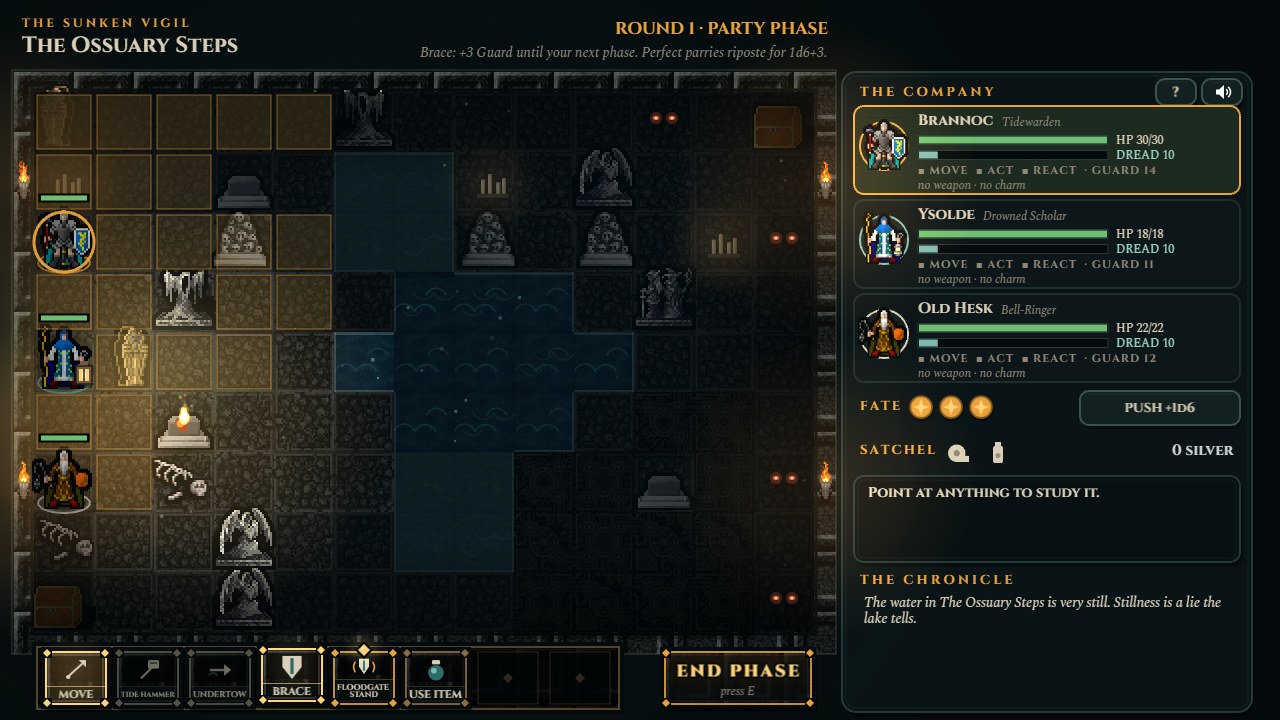 THE SUNKEN VIGIL
THE OSSUARY STEPS
ROUND 1 · PARTY PHASE
Brace: +3 Guard until your next phase. Perfect parries riposte for 1d6+3.
THE COMPANY
?
BRANNOC Tidewarden
HP 30/30
DREAD 10
MOVE ACT REACT · GUARD 14
no weapon · no charm
YSOLDE Drowned Scholar
HP 18/18
DREAD 10
MOVE ACT REACT · GUARD 11
no weapon · no charm
OLD HESK Bell-Ringer
HP 22/22
DREAD 10
MOVE ACT REACT · GUARD 12
no weapon · no charm
FATE
PUSH +1D6
SATCHEL
0 SILVER
POINT AT ANYTHING TO STUDY IT.
THE CHRONICLE
The water in The Ossuary Steps is very still. Stillness is a lie the
lake tells.
MOVE
TIDE HAMMER
UNDERTOW
BRACE
FLOODGATE
STAND
USE ITEM
END PHASE
press E